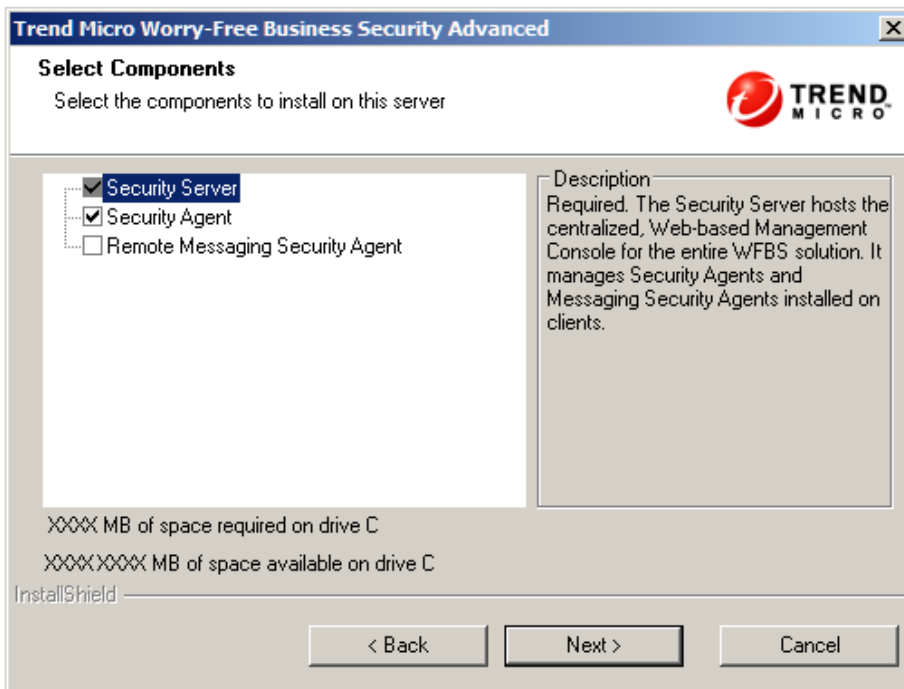 Trend Micro Worry-Free Business Security Advanced
Select Components
Select the components to install on this server
TREND
MICRO
Security Server
Security Agent
Remote Messaging Security Agent
Description
Required. The Security Server hosts the
centralized, Web-based Management
Console for the entire WFBS solution. It
manages Security Agents and
Messaging Security Agents installed on
clients.
XXXX MB of space required on drive C
XXXXXXXX MB of space available on drive C
InstallShield
< Back
Next >
Cancel